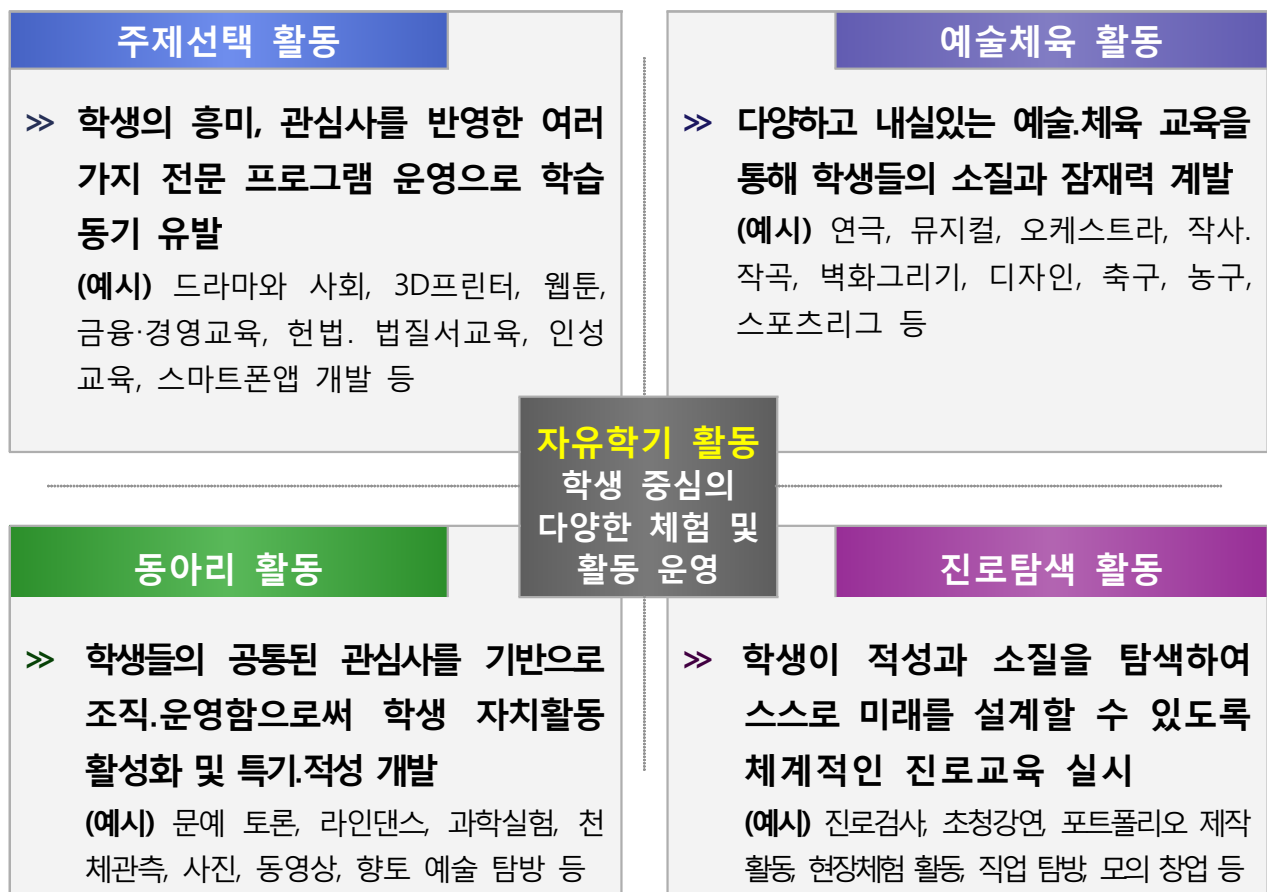 주제선택 활동
≫ 학생의 흥미, 관심사를 반영한 여러
가지 전문 프로그램 운영으로 학습
동기 유발
(예시) 드라마와 사회, 3D프린터, 웹툰,
금융·경영교육, 헌법. 법질서교육, 인성
교육, 스마트폰앱 개발 등
예술체육 활동
≫ 다양하고 내실있는 예술.체육 교육을
통해 학생들의 소질과 잠재력 계발
(예시) 연극, 뮤지컬, 오케스트라, 작사.
작곡, 벽화그리기, 디자인, 축구, 농구,
스포츠리그 등
자유학기 활동
학생 중심의
다양한 체험 및
활동 운영
동아리 활동
≫ 학생들의 공통된 관심사를 기반으로
조직.운영함으로써 학생 자치활동
활성화 및 특기.적성 개발
(예시) 문예 토론, 라인댄스, 과학실험, 천
체관측, 사진, 동영상, 향토 예술 탐방 등
진로탐색 활동
≫ 학생이 적성과 소질을 탐색하여
스스로 미래를 설계할 수 있도록
체계적인 진로교육 실시
(예시) 진로검사, 초청강연, 포트폴리오 제작
활동, 현장체험 활동, 직업 탐방, 모의 창업 등